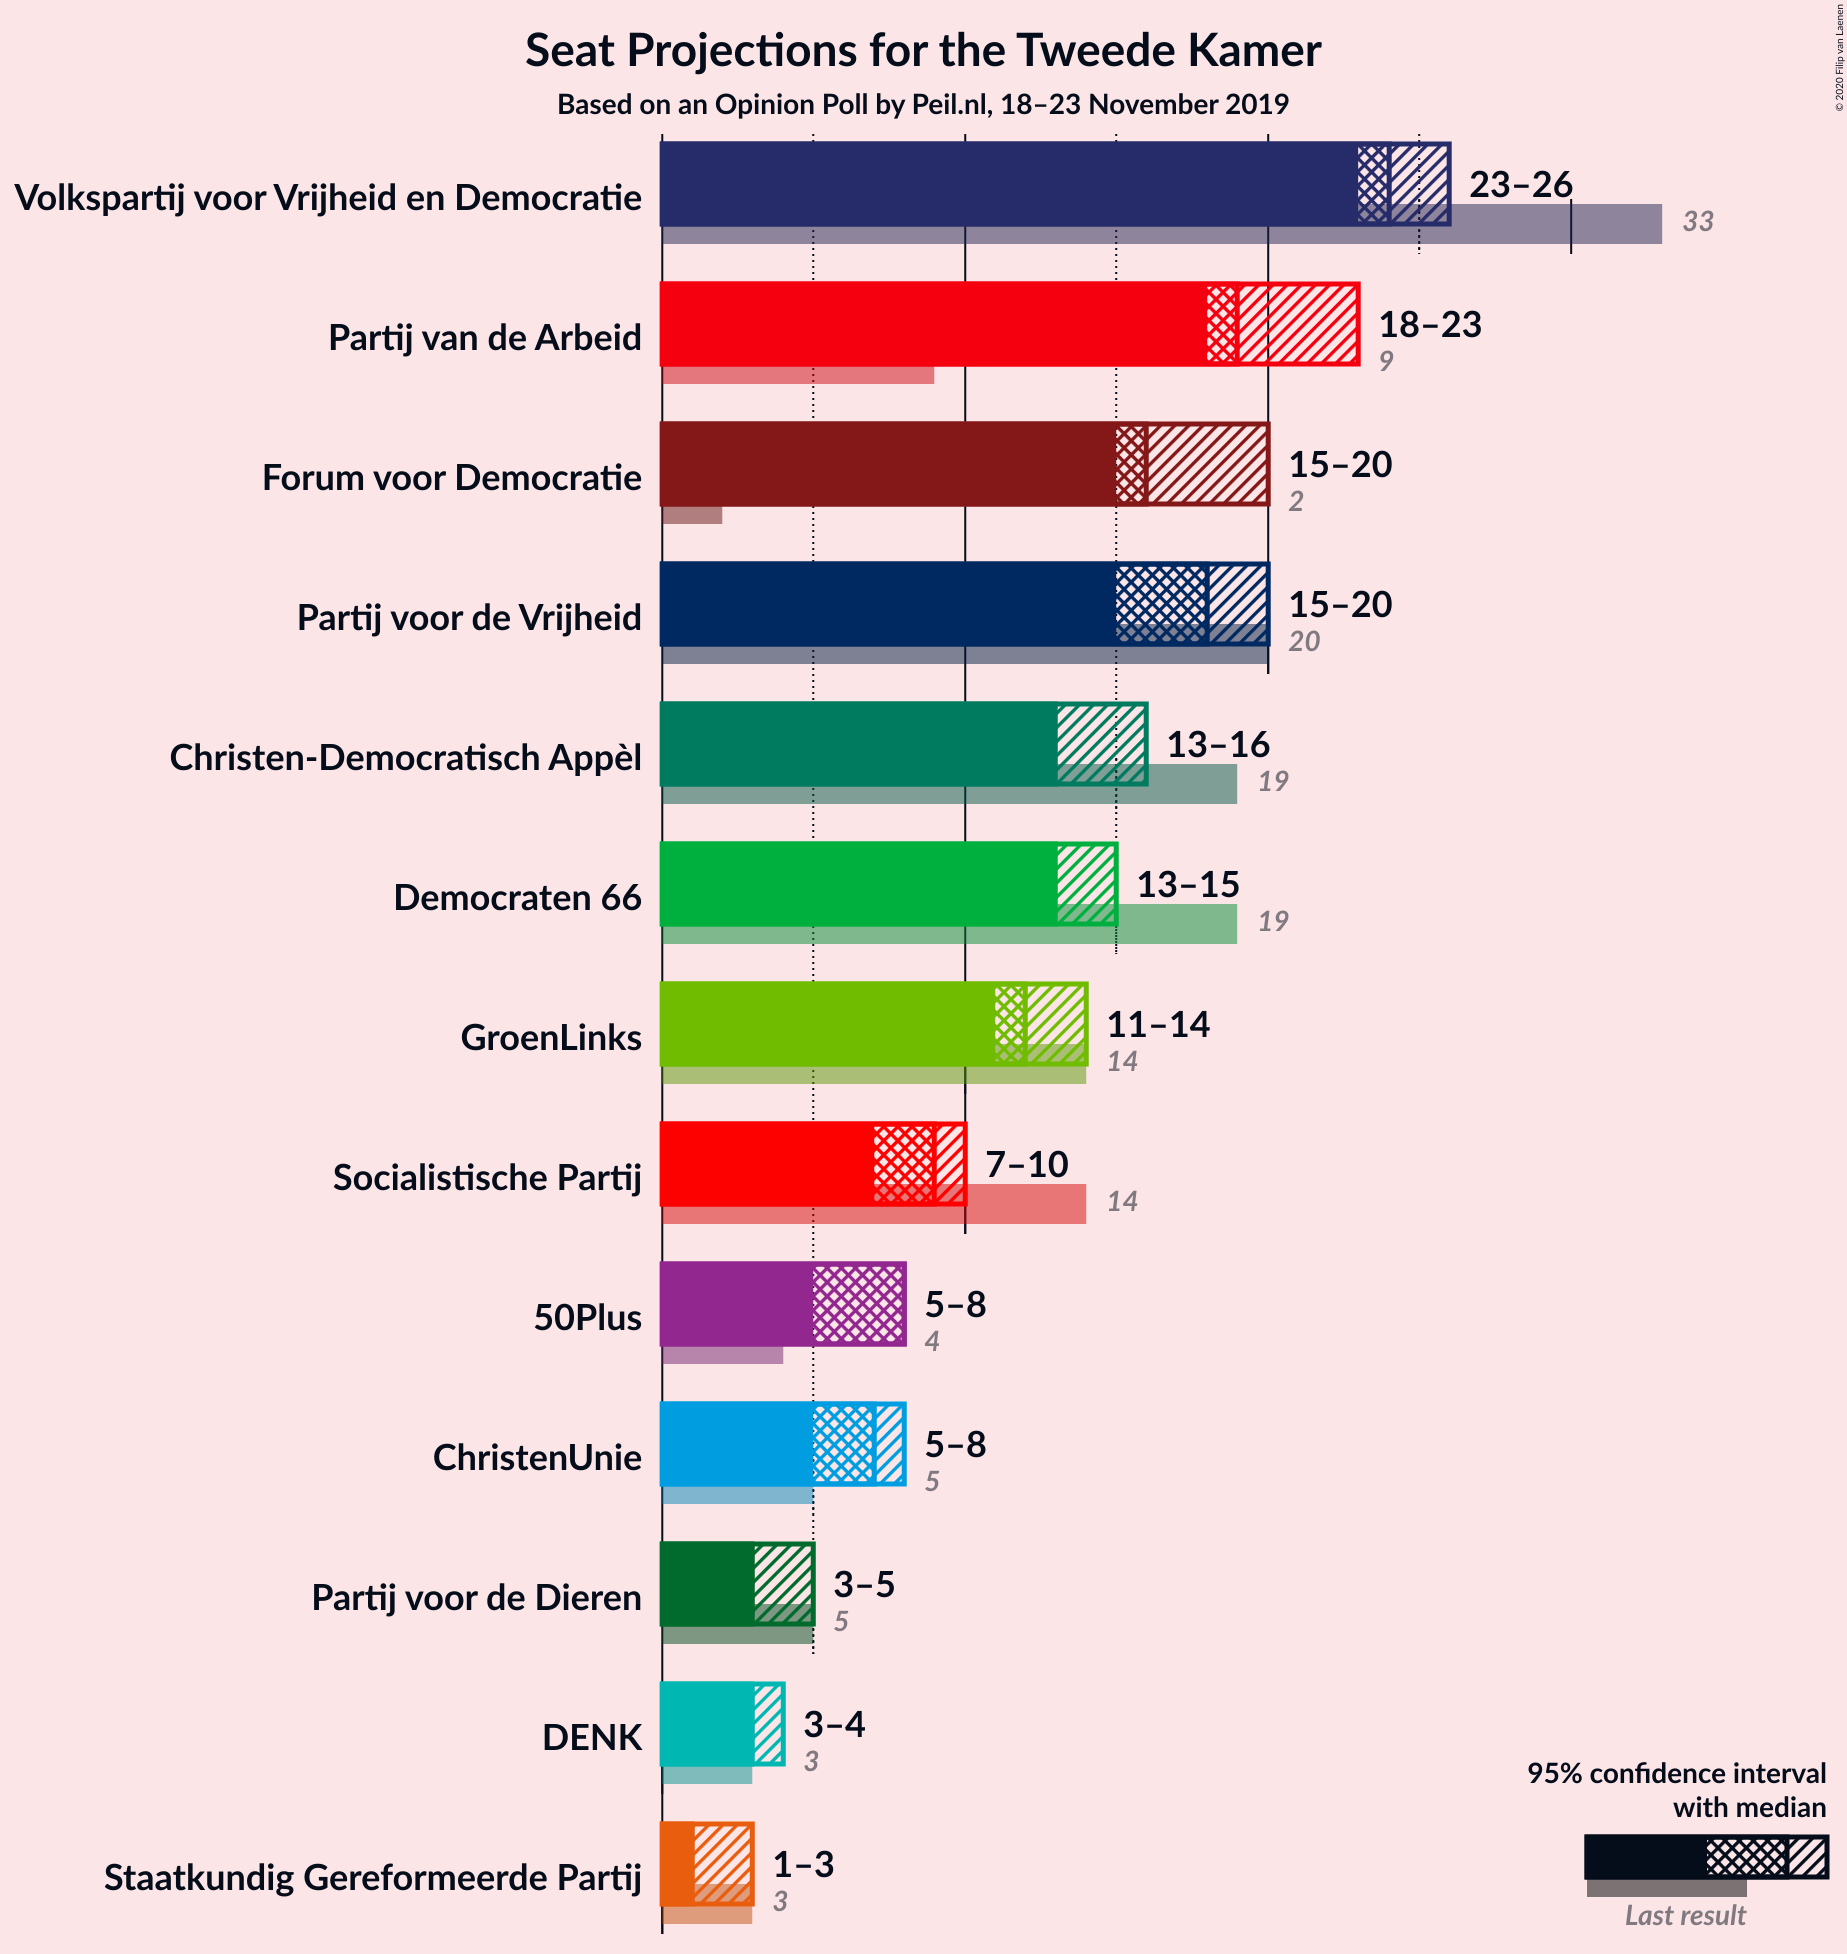 Seat Projections for the Tweede Kamer
Based on an Opinion Poll by Peil.nl, 18–23 November 2019
© 2020 Filip van Laenen
Volkspartij voor Vrijheid en Democratie
23–26
33
Partij van de Arbeid
18–23
9
Forum voor Democratie
15–20
2
Partij voor de Vrijheid
15–20
20
Christen-Democratisch Appèl
13–16
19
Democraten 66
13–15
19
GroenLinks
11–14
14
Socialistische Partij
7–10
14
50Plus
5–8
4
ChristenUnie
5–8
5
Partij voor de Dieren
3–5
5
DENK
3–4
3
Staatkundig Gereformeerde Partij
1–3
3
95% confidence interval
with median
Last result